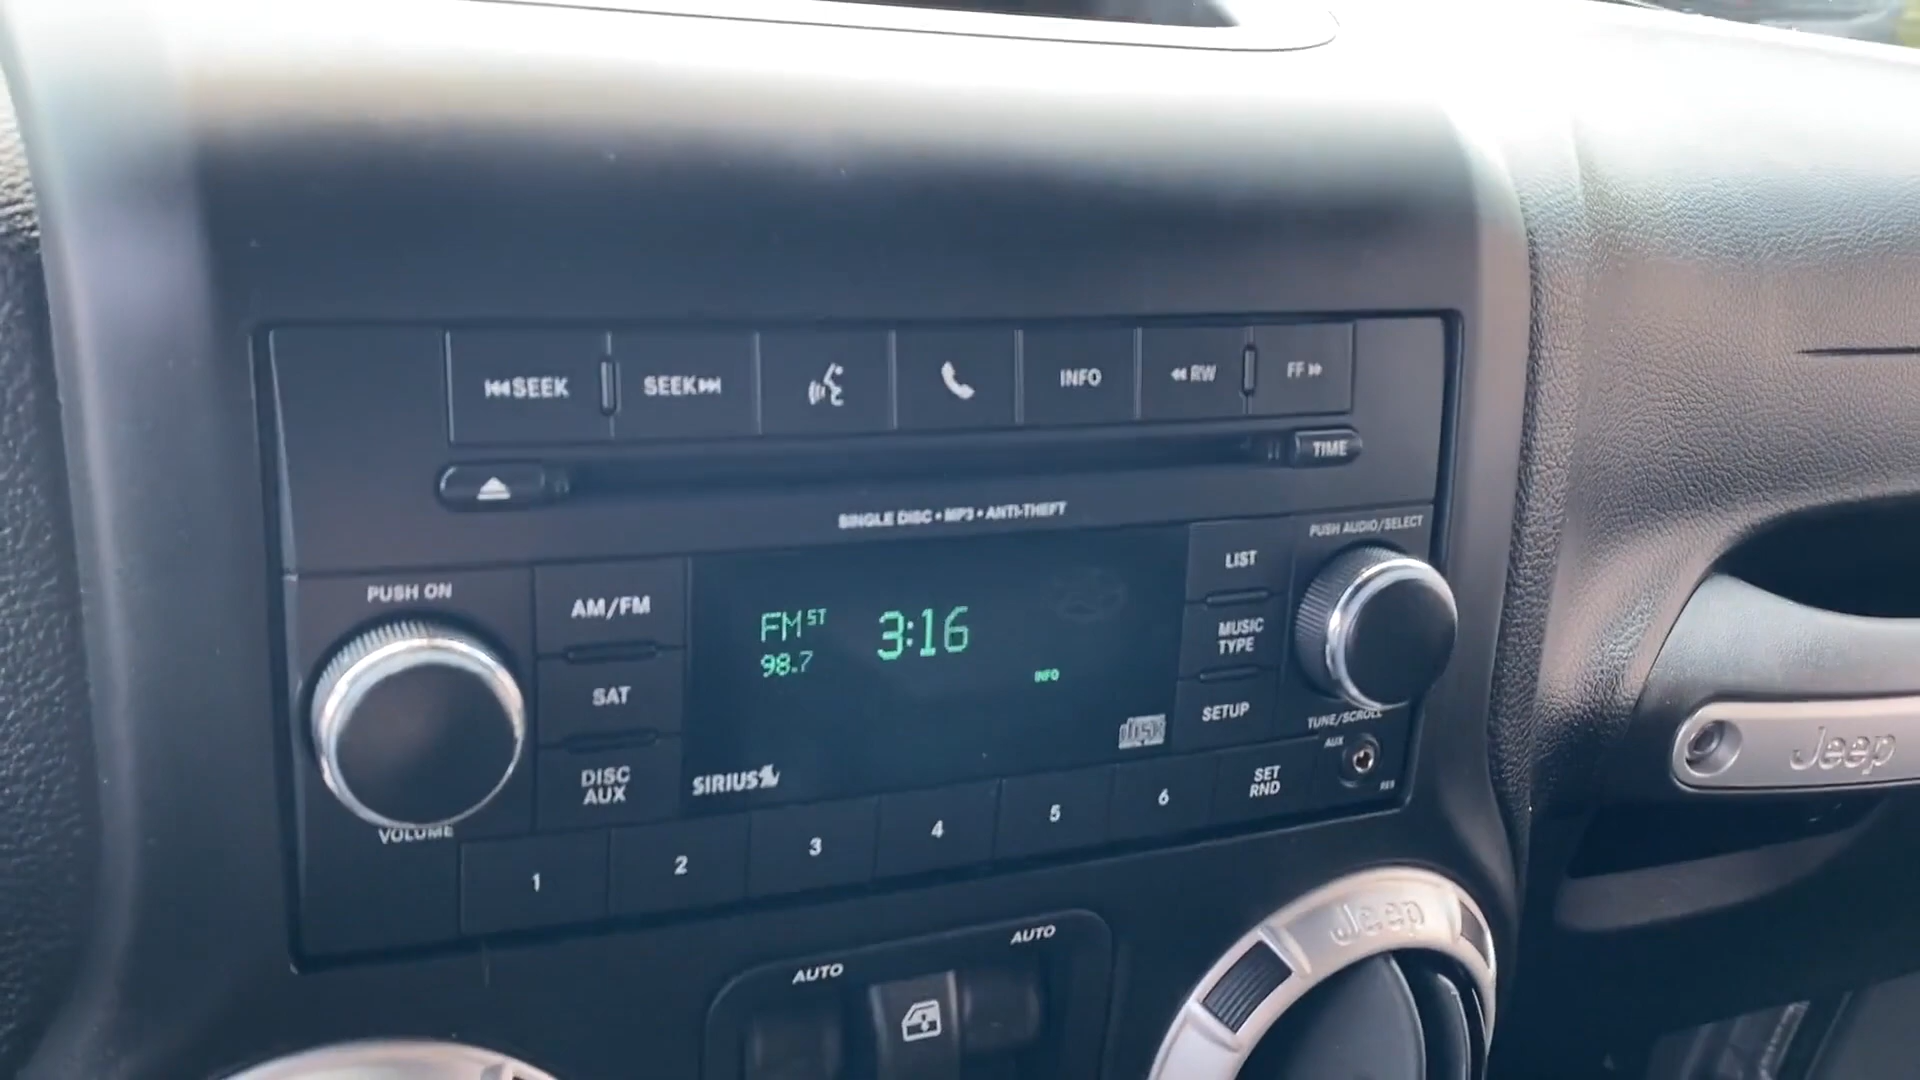 SEEK
SEEK
INFO
RW
FF
TIME
SINGLE DISC • MP3 • ANTI-THEFT
PUSH ON
VOLUME
AM/FM
SAT
DISC
AUX
FM ST
98.7
3:16
INFO
SIRIUS
disc
LIST
MUSIC
TYPE
SETUP
PUSH AUDIO/SELECT
TUNE/SCROLL
AUX
1
2
3
4
5
6
SET
RND
AUTO
AUTO
Jeep
Jeep